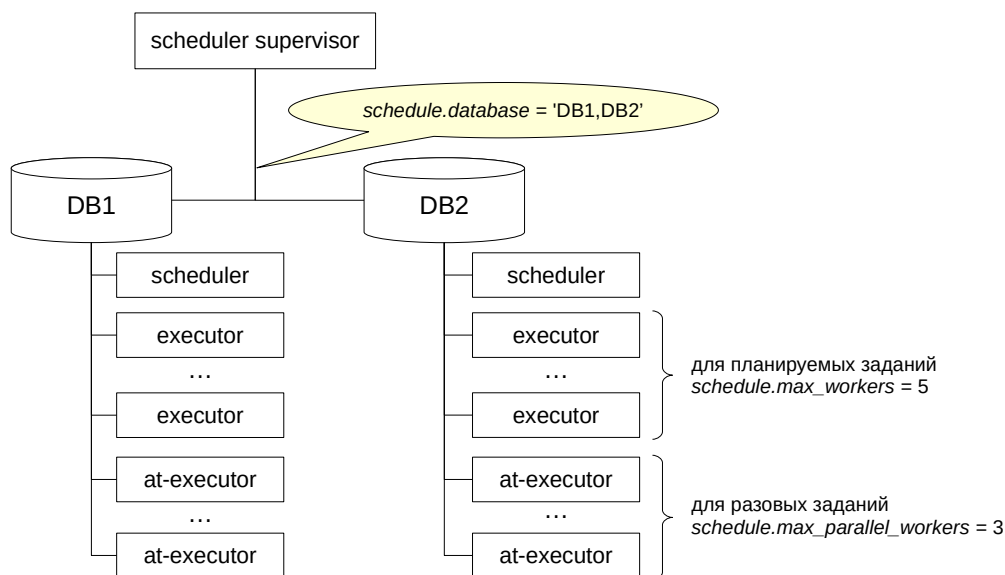 scheduler supervisor
schedule.database = 'DB1,DB2’
DB1
DB2
scheduler
executor
...
executor
at-executor
...
at-executor
scheduler
executor
...
executor
at-executor
...
at-executor
для планируемых заданий
schedule.max_workers = 5
для разовых заданий
schedule.max_parallel_workers = 3